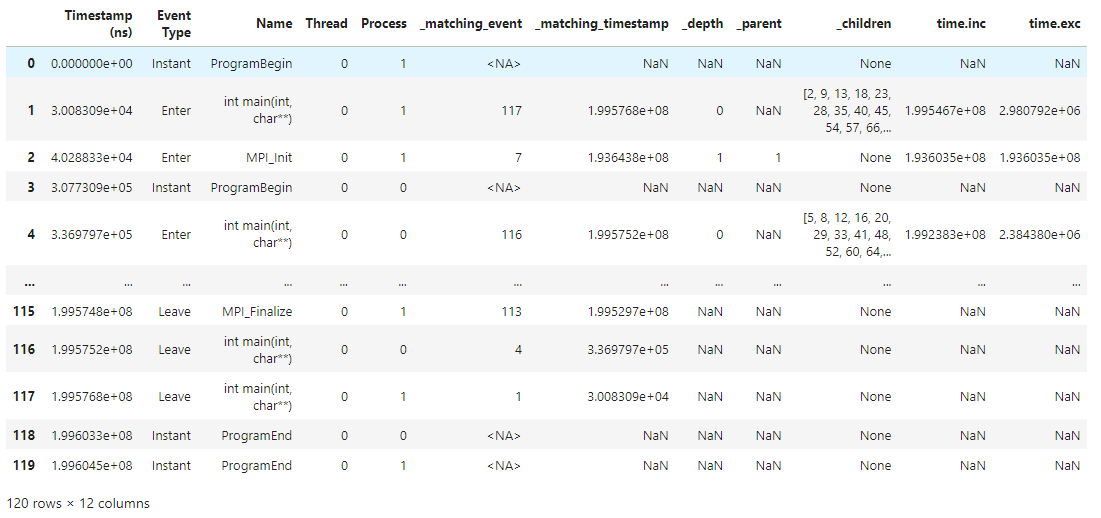 Timestamp (ns) Event Type Name Thread Process _matching_event _matching_timestamp _depth _parent _children time.inc time.exc
0 0.000000e+00 Instant ProgramBegin 0 1 <NA> NaN NaN NaN None NaN NaN
1 3.008309e+04 Enter int main(int, char**) 0 1 117 1.995768e+08 0 NaN [2, 9, 13, 18, 23, 28, 35, 40, 45, 54, 57, 66,... 1.995467e+08 2.980792e+06
2 4.028833e+04 Enter MPI_Init 0 1 7 1.936438e+08 1 1 None 1.936035e+08 1.936035e+08
3 3.077309e+05 Instant ProgramBegin 0 0 <NA> NaN NaN NaN None NaN NaN
4 3.369797e+05 Enter int main(int, char**) 0 0 116 1.995752e+08 0 NaN [5, 8, 12, 16, 20, 29, 33, 41, 48, 52, 60, 64,... 1.992383e+08 2.384380e+06
... ... ... ... ... ... ... ... ... ... ... ... ...
115 1.995748e+08 Leave MPI_Finalize 0 1 113 1.995297e+08 NaN NaN None NaN NaN
116 1.995752e+08 Leave int main(int, char**) 0 0 4 3.369797e+05 NaN NaN None NaN NaN
117 1.995768e+08 Leave int main(int, char**) 0 1 1 3.008309e+04 NaN NaN None NaN NaN
118 1.996033e+08 Instant ProgramEnd 0 0 <NA> NaN NaN NaN None NaN NaN
119 1.996045e+08 Instant ProgramEnd 0 1 <NA> NaN NaN NaN None NaN NaN
120 rows × 12 columns